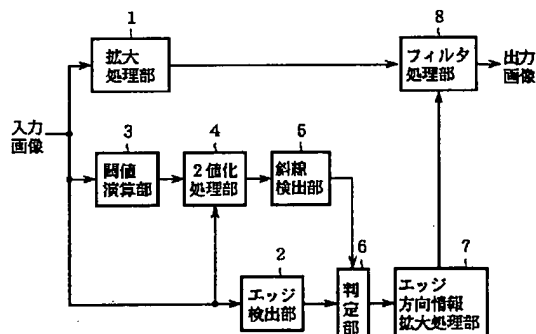 1
拡大
処理部
8
フィルタ
処理部
出力
画像
入力
画像
3
閾値
演算部
4
2値化
処理部
5
斜線
検出部
2
エッジ
検出部
6
判定部
7
エッジ
方向情報
拡大処理部